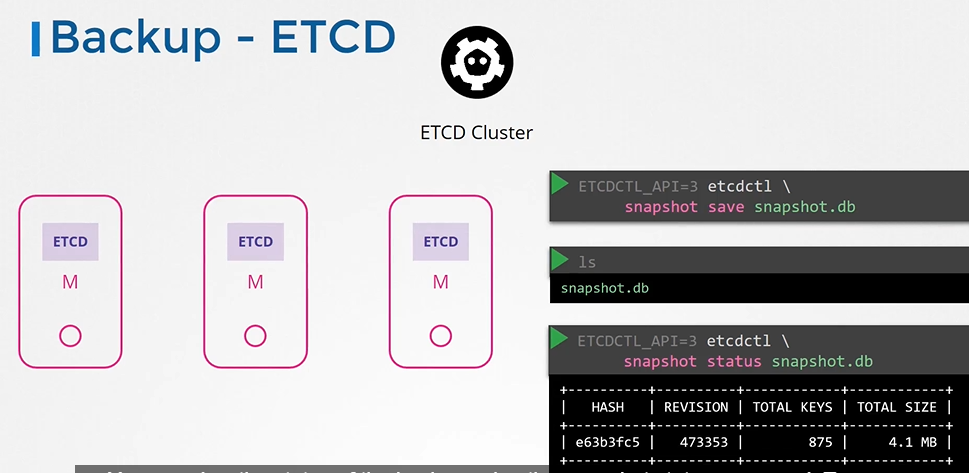 Backup - ETCD
ETCD Cluster
ETCD
M
ETCD
M
ETCD
M
ETCDCTL_API=3 etcdctl \
snapshot save snapshot.db
ls
snapshot.db
ETCDCTL_API=3 etcdctl \
snapshot status snapshot.db
+----------+----------+------------+------------+
| HASH | REVISION | TOTAL KEYS | TOTAL SIZE |
+----------+----------+------------+------------+
| e63b3fc5 | 473353 | 875 | 4.1 MB |
+----------+----------+------------+------------+